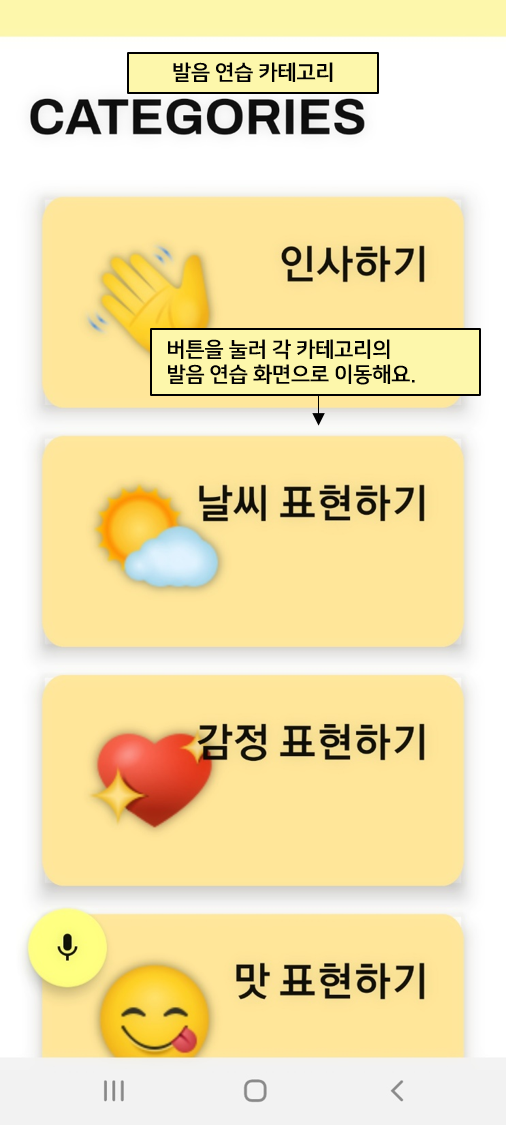 발음 연습 카테고리
CATEGORIES
인사하기
버튼을 눌러 각 카테고리의
발음 연습 화면으로 이동해요.
날씨 표현하기
감정 표현하기
맛 표현하기